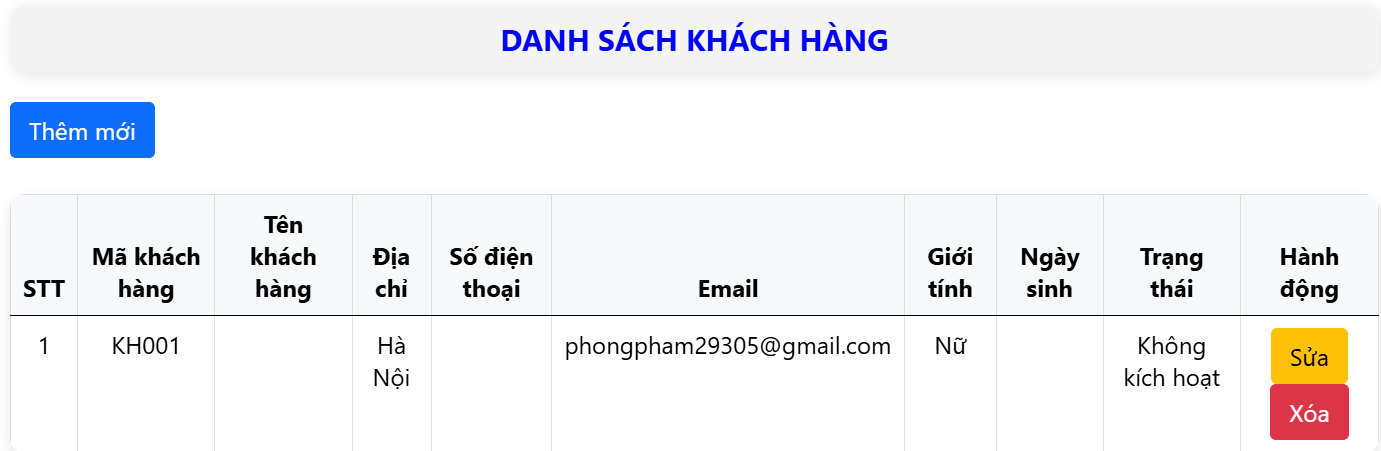 DANH SÁCH KHÁCH HÀNG
Thêm mới
STT
Mã khách
hàng
Tên
khách
hàng
Địa
chỉ
Số điện
thoại
Email
Giới
tính
Ngày
sinh
Trạng
thái
Hành
động
1
KH001
Hà
Nội
phongpham29305@gmail.com
Nữ
Không
kích hoạt
Sửa
Xóa